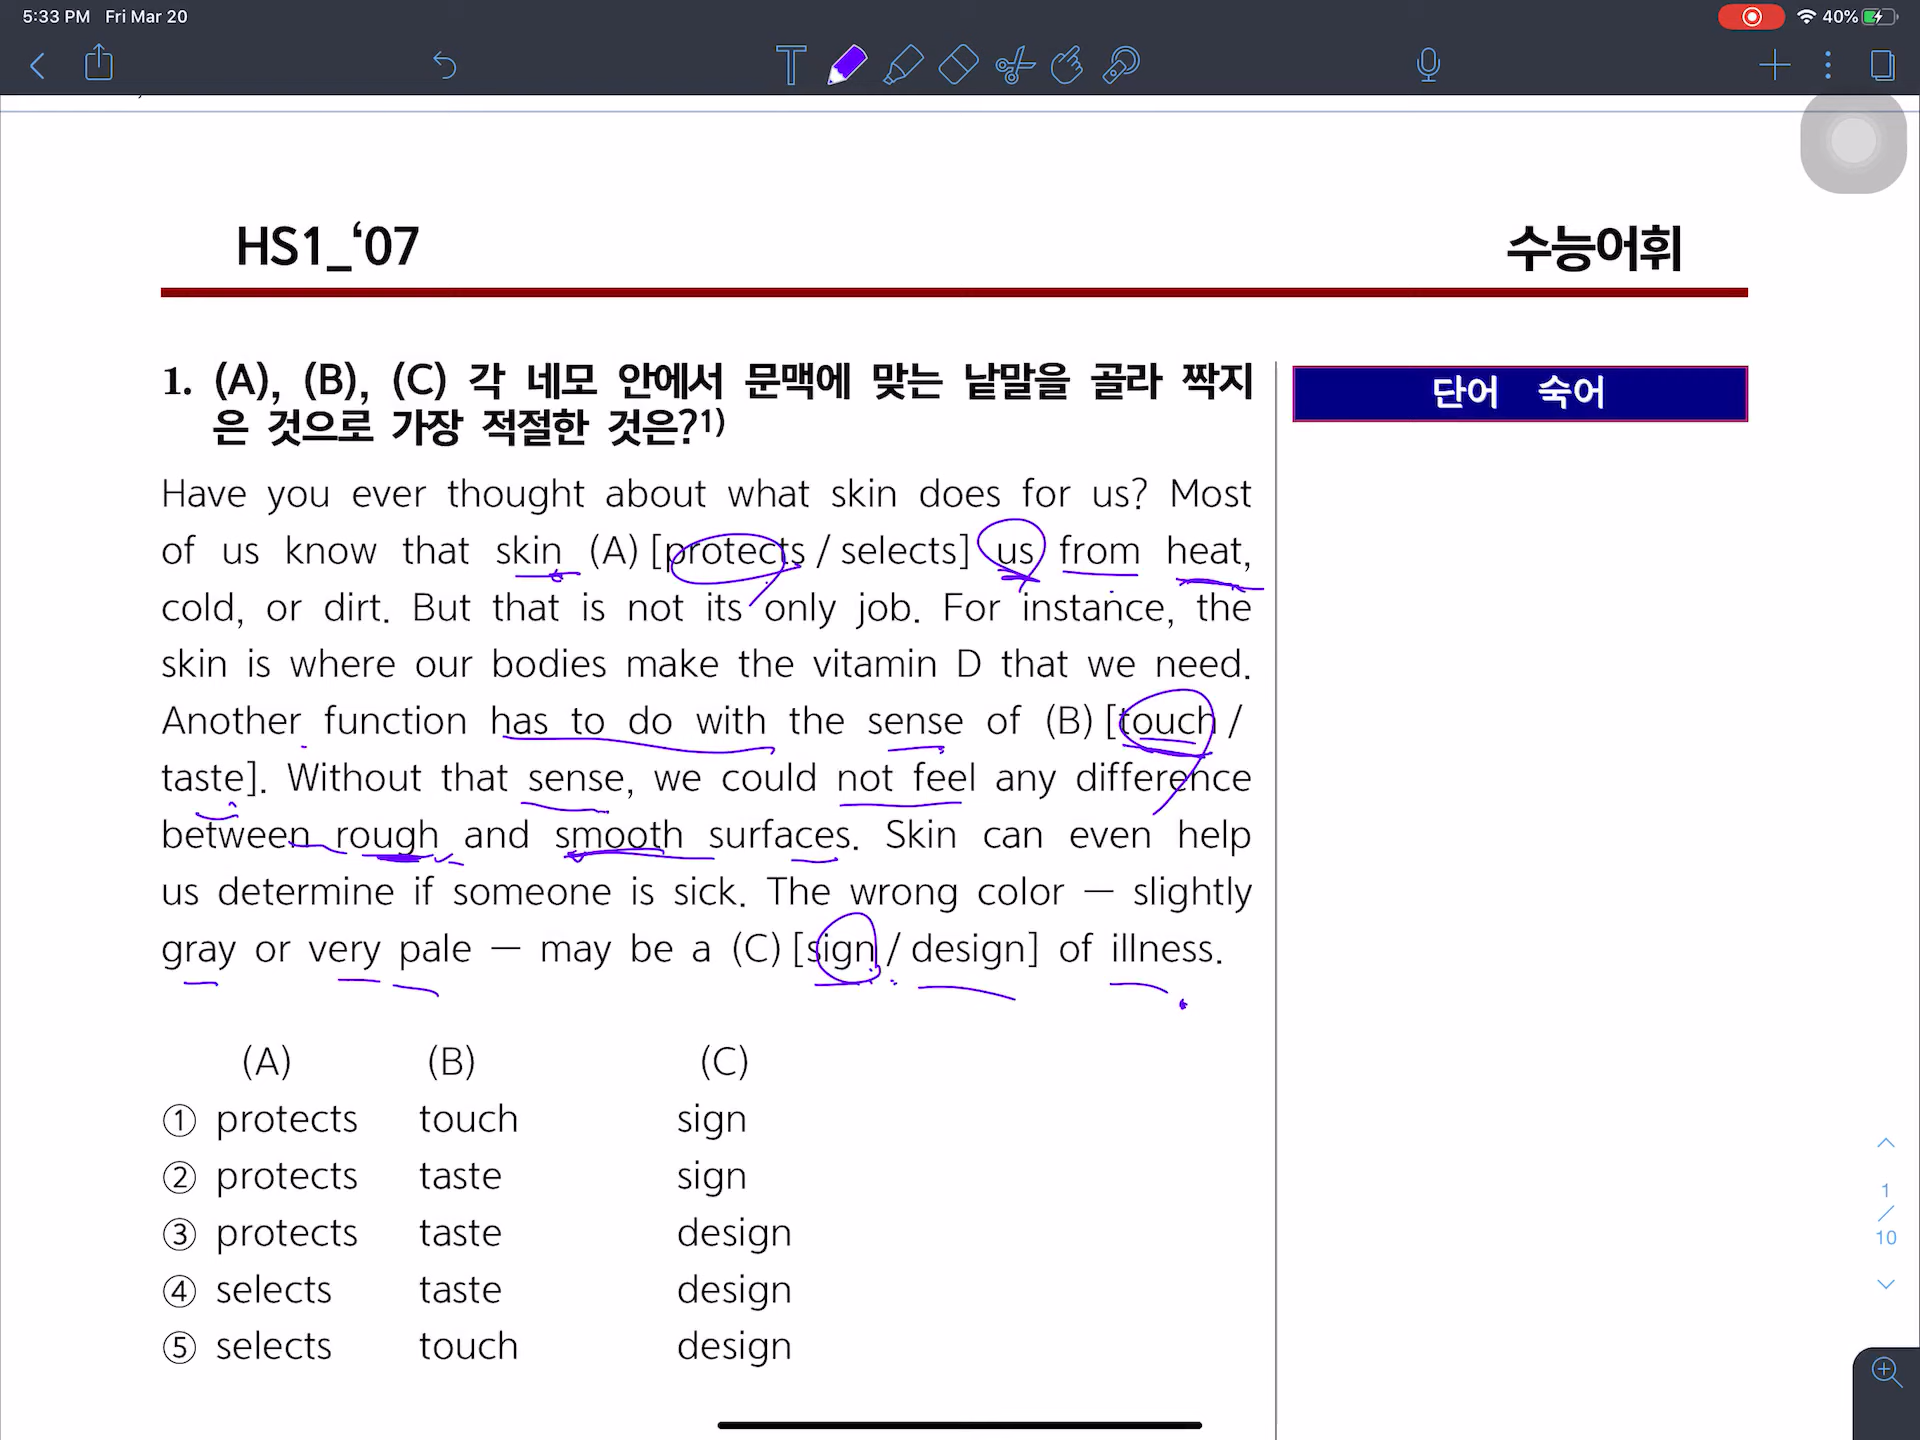 5:33 PM Fri Mar 20
40%
HS1_‘07
수능어휘
1. (A), (B), (C) 각 네모 안에서 문맥에 맞는 낱말을 골라 짝지
은 것으로 가장 적절한 것은?1)
단어 숙어
Have you ever thought about what skin does for us? Most
of us know that skin (A) [protects / selects] us from heat,
cold, or dirt. But that is not its only job. For instance, the
skin is where our bodies make the vitamin D that we need.
Another function has to do with the sense of (B) [touch /
taste]. Without that sense, we could not feel any difference
between rough and smooth surfaces. Skin can even help
us determine if someone is sick. The wrong color — slightly
gray or very pale — may be a (C) [sign / design] of illness.
(A) (B) (C)
① protects touch sign
② protects taste sign
③ protects taste design
④ selects taste design
⑤ selects touch design
1
/
10